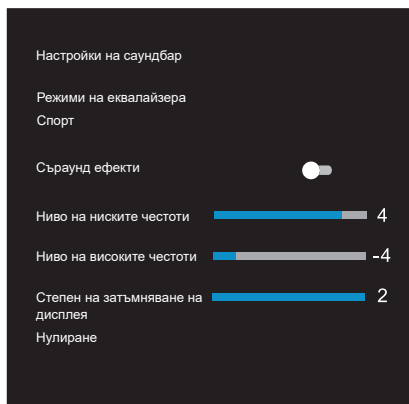 Настройки на саундбар
Режими на еквалайзера
Спорт
Съраунд ефекти
Ниво на ниските честоти 4
Ниво на високите честоти -4
Степен на затъмняване на 2
дисплея
Нулиране